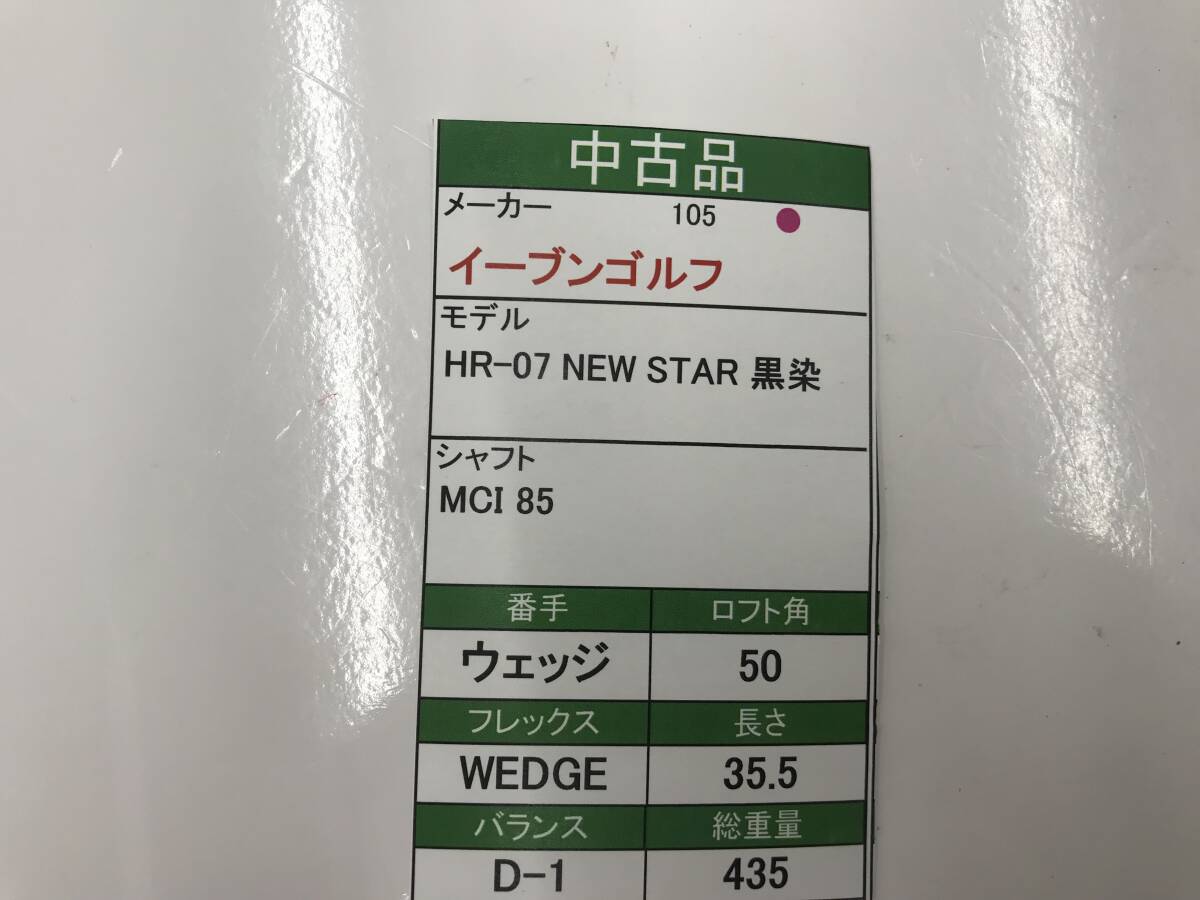 中古品
メーカー 105
イーブンゴルフ
モデル
HR-07 NEW STAR 黒染
シャフト
MCI 85
番手 ロフト角
ウェッジ 50
フレックス 長さ
WEDGE 35.5
バランス 総重量
D-1 435